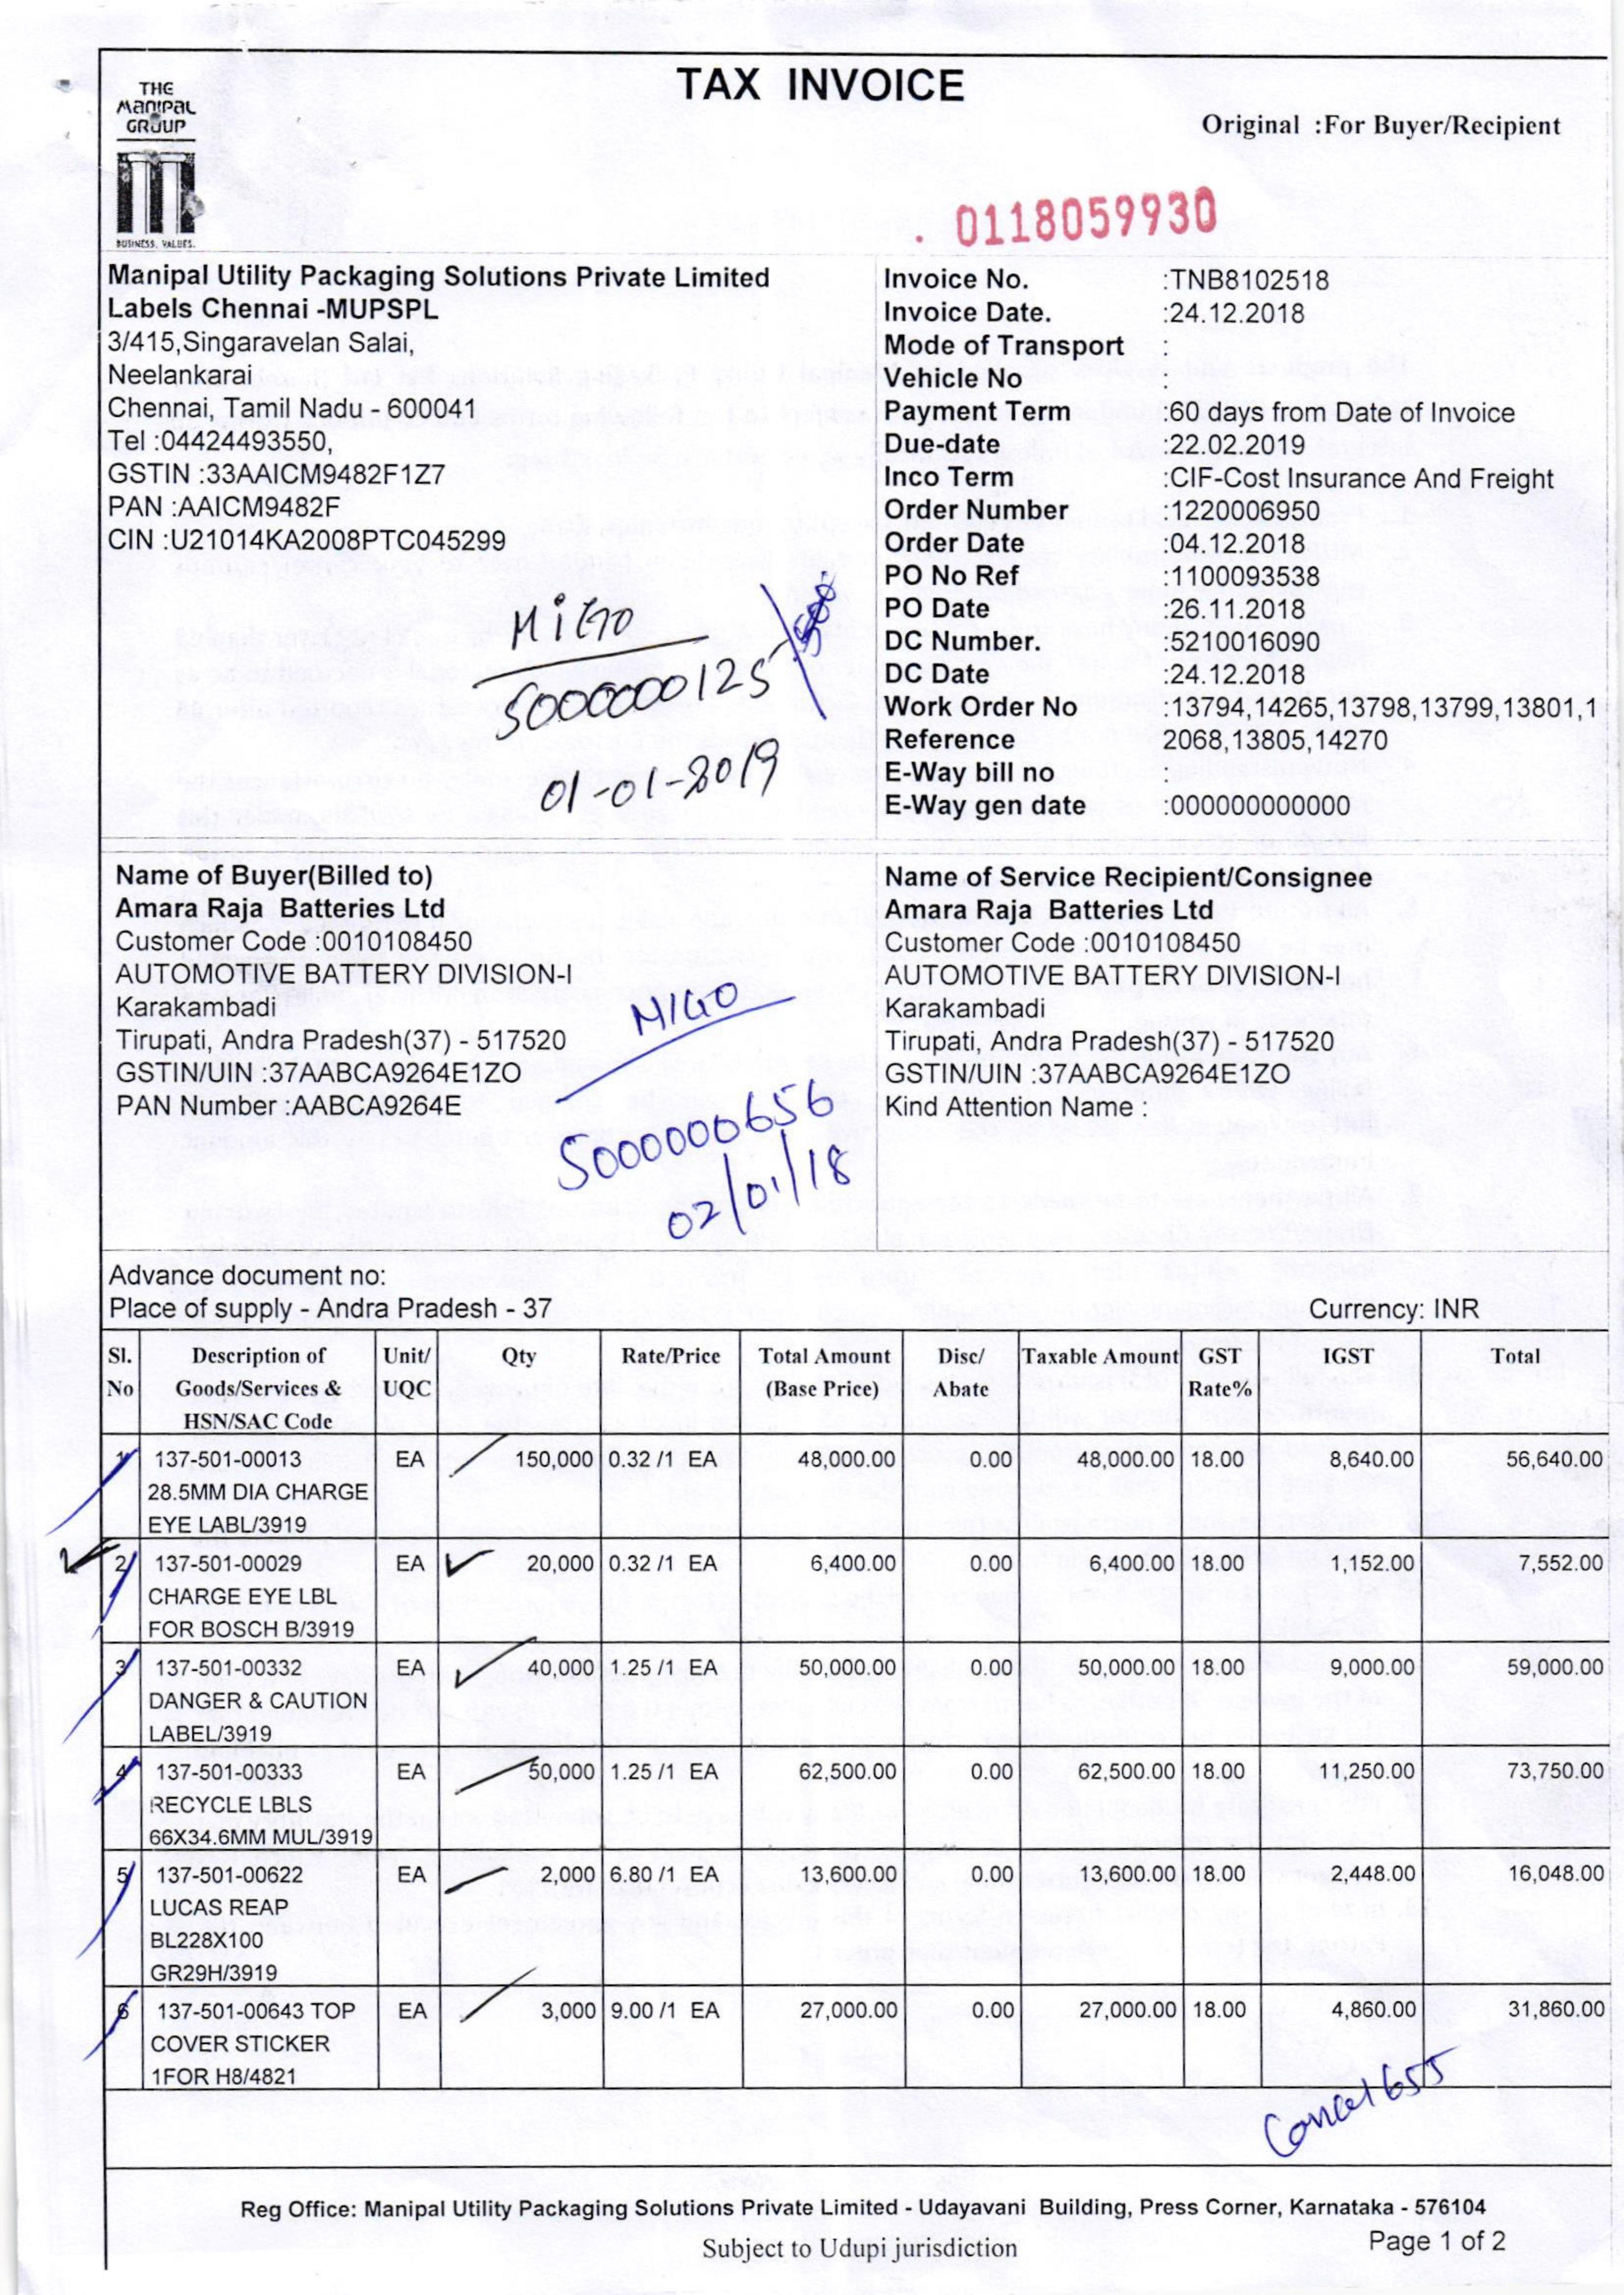 TAX INVOICE
THE
ManIPaL
GROUP
BUSINESS. VALUES.
Original :For Buyer/Recipient
0118059930
Manipal Utility Packaging Solutions Private Limited
Labels Chennai -MUPSPL
3/415,Singaravelan Salai,
Neelankarai
Chennai, Tamil Nadu - 600041
Tel :04424493550,
GSTIN :33AAICM9482F1Z7
PAN :AAICM9482F
CIN :U21014KA2008PTC045299
MiGO
5000000125
01-01-2019
Invoice No. :TNB8102518
Invoice Date. :24.12.2018
Mode of Transport :
Vehicle No :
Payment Term :60 days from Date of Invoice
Due-date :22.02.2019
Inco Term :CIF-Cost Insurance And Freight
Order Number :1220006950
Order Date :04.12.2018
PO No Ref :1100093538
PO Date :26.11.2018
DC Number. :5210016090
DC Date :24.12.2018
Work Order No :13794,14265,13798,13799,13801,1
Reference 2068,13805,14270
E-Way bill no :
E-Way gen date :000000000000
Name of Buyer(Billed to)
Amara Raja Batteries Ltd
Customer Code :0010108450
AUTOMOTIVE BATTERY DIVISION-I
Karakambadi
Tirupati, Andra Pradesh(37) - 517520
GSTIN/UIN :37AABCA9264E1ZO
PAN Number :AABCA9264E
MIGO
5000000656
02/01/18
Name of Service Recipient/Consignee
Amara Raja Batteries Ltd
Customer Code :0010108450
AUTOMOTIVE BATTERY DIVISION-I
Karakambadi
Tirupati, Andra Pradesh(37) - 517520
GSTIN/UIN :37AABCA9264E1ZO
Kind Attention Name :
Advance document no:
Place of supply - Andra Pradesh - 37 Currency: INR
Sl. Description of Unit/ Qty Rate/Price Total Amount Disc/ Taxable Amount GST IGST Total
No Goods/Services & UQC (Base Price) Abate Rate%
HSN/SAC Code
1 137-501-00013 EA 150,000 0.32 /1 EA 48,000.00 0.00 48,000.00 18.00 8,640.00 56,640.00
28.5MM DIA CHARGE
EYE LABL/3919
2 137-501-00029 EA 20,000 0.32 /1 EA 6,400.00 0.00 6,400.00 18.00 1,152.00 7,552.00
CHARGE EYE LBL
FOR BOSCH B/3919
3 137-501-00332 EA 40,000 1.25 /1 EA 50,000.00 0.00 50,000.00 18.00 9,000.00 59,000.00
DANGER & CAUTION
LABEL/3919
4 137-501-00333 EA 50,000 1.25 /1 EA 62,500.00 0.00 62,500.00 18.00 11,250.00 73,750.00
RECYCLE LBLS
66X34.6MM MUL/3919
5 137-501-00622 EA 2,000 6.80 /1 EA 13,600.00 0.00 13,600.00 18.00 2,448.00 16,048.00
LUCAS REAP
BL228X100
GR29H/3919
6 137-501-00643 TOP EA 3,000 9.00 /1 EA 27,000.00 0.00 27,000.00 18.00 4,860.00 31,860.00
COVER STICKER
1FOR H8/4821
Cancel 655
Reg Office: Manipal Utility Packaging Solutions Private Limited - Udayavani Building, Press Corner, Karnataka - 576104
Subject to Udupi jurisdiction
Page 1 of 2